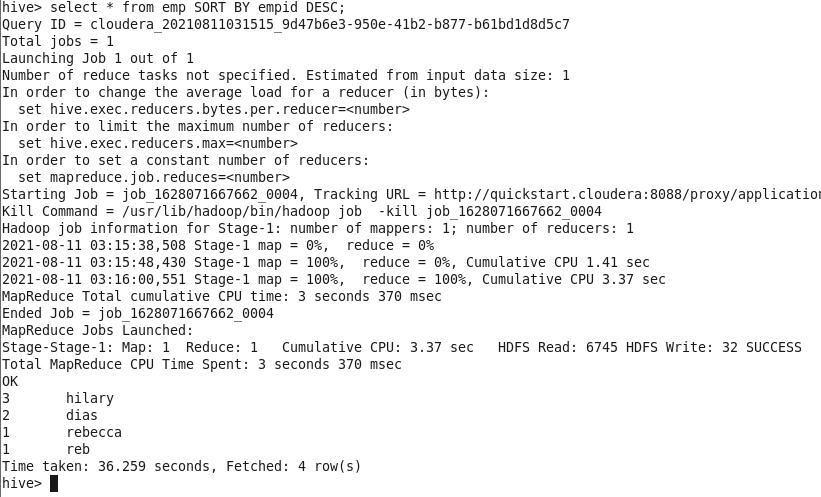 hive> select * from emp SORT BY empid DESC;
Query ID = cloudera_20210811031515_9d47b6e3-950e-41b2-b877-b61bd1d8d5c7
Total jobs = 1
Launching Job 1 out of 1
Number of reduce tasks not specified. Estimated from input data size: 1
In order to change the average load for a reducer (in bytes):
  set hive.exec.reducers.bytes.per.reducer=<number>
In order to limit the maximum number of reducers:
  set hive.exec.reducers.max=<number>
In order to set a constant number of reducers:
  set mapreduce.job.reduces=<number>
Starting Job = job_1628071667662_0004, Tracking URL = http://quickstart.cloudera:8088/proxy/application
Kill Command = /usr/lib/hadoop/bin/hadoop job  -kill job_1628071667662_0004
Hadoop job information for Stage-1: number of mappers: 1; number of reducers: 1
2021-08-11 03:15:38,508 Stage-1 map = 0%,  reduce = 0%
2021-08-11 03:15:48,430 Stage-1 map = 100%,  reduce = 0%, Cumulative CPU 1.41 sec
2021-08-11 03:16:00,551 Stage-1 map = 100%,  reduce = 100%, Cumulative CPU 3.37 sec
MapReduce Total cumulative CPU time: 3 seconds 370 msec
Ended Job = job_1628071667662_0004
MapReduce Jobs Launched:
Stage-Stage-1: Map: 1  Reduce: 1   Cumulative CPU: 3.37 sec   HDFS Read: 6745 HDFS Write: 32 SUCCESS
Total MapReduce CPU Time Spent: 3 seconds 370 msec
OK
3       hilary
2       dias
1       rebecca
1       reb
Time taken: 36.259 seconds, Fetched: 4 row(s)
hive>